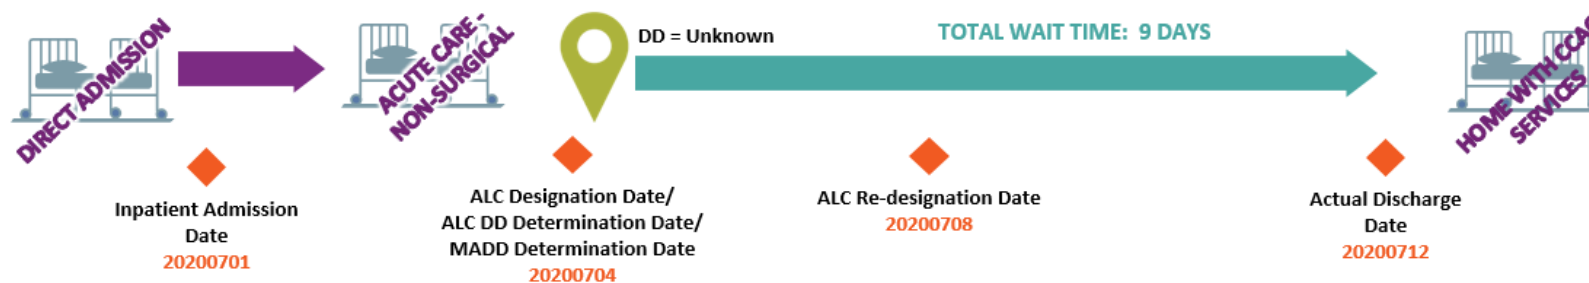 DIRECT ADMISSION
ACUTE CARE -
NON-SURGICAL
DD = Unknown
TOTAL WAIT TIME: 9 DAYS
HOME WITH CCAC
SERVICES
Inpatient Admission
Date
20200701
ALC Designation Date/
ALC DD Determination Date/
MADD Determination Date
20200704
ALC Re-designation Date
20200708
Actual Discharge
Date
20200712